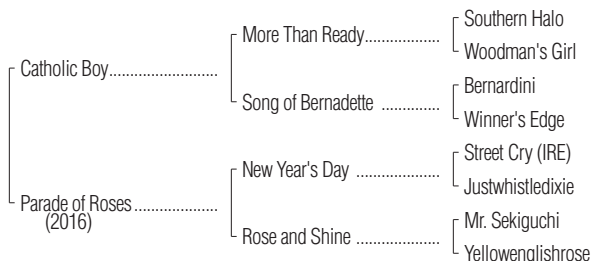 Southern Halo
More Than Ready..................
Woodman's Girl
Catholic Boy..........................
Bernardini
Song of Bernadette ..............
Winner's Edge
Street Cry (IRE)
New Year's Day ....................
Justwhistledixie
Parade of Roses....................
(2016)
Mr. Sekiguchi
Rose and Shine ....................
Yellowenglishrose